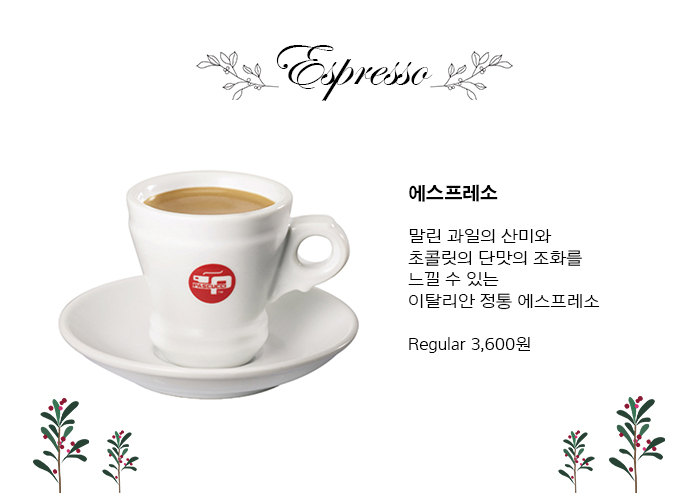 Espresso
에스프레소
말린 과일의 산미와
초콜릿의 단맛의 조화를
느낄 수 있는
이탈리안 정통 에스프레소
Regular 3,600원
PASCUCCI